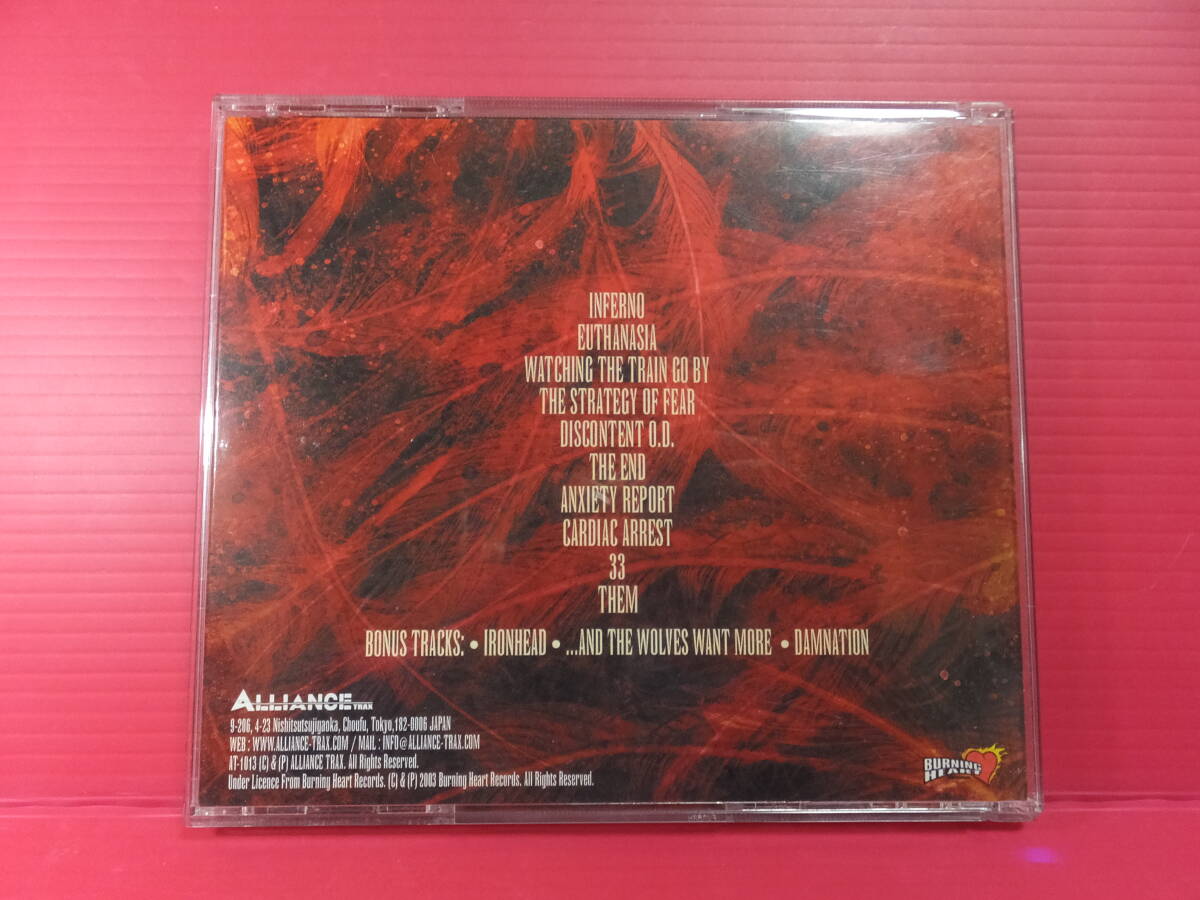 INFERNO
EUTHANASIA
WATCHING THE TRAIN GO BY
THE STRATEGY OF FEAR
DISCONTENT O.D.
THE END
ANXIETY REPORT
CARDIAC ARREST
33
THEM
BONUS TRACKS: • IRONHEAD • ...AND THE WOLVES WANT MORE • DAMNATION
ALLIANCE TRAX
9-206, 4-23 Nishitsutsujigaoka, Choufu, Tokyo,182-0006 JAPAN
WEB : WWW.ALLIANCE-TRAX.COM / MAIL : INFO@ALLIANCE-TRAX.COM
AT-1013 (C) & (P) ALLIANCE TRAX. All Rights Reserved.
Under Licence From Burning Heart Records. (C) & (P) 2003 Burning Heart Records. All Rights Reserved.
BURNING
HEART